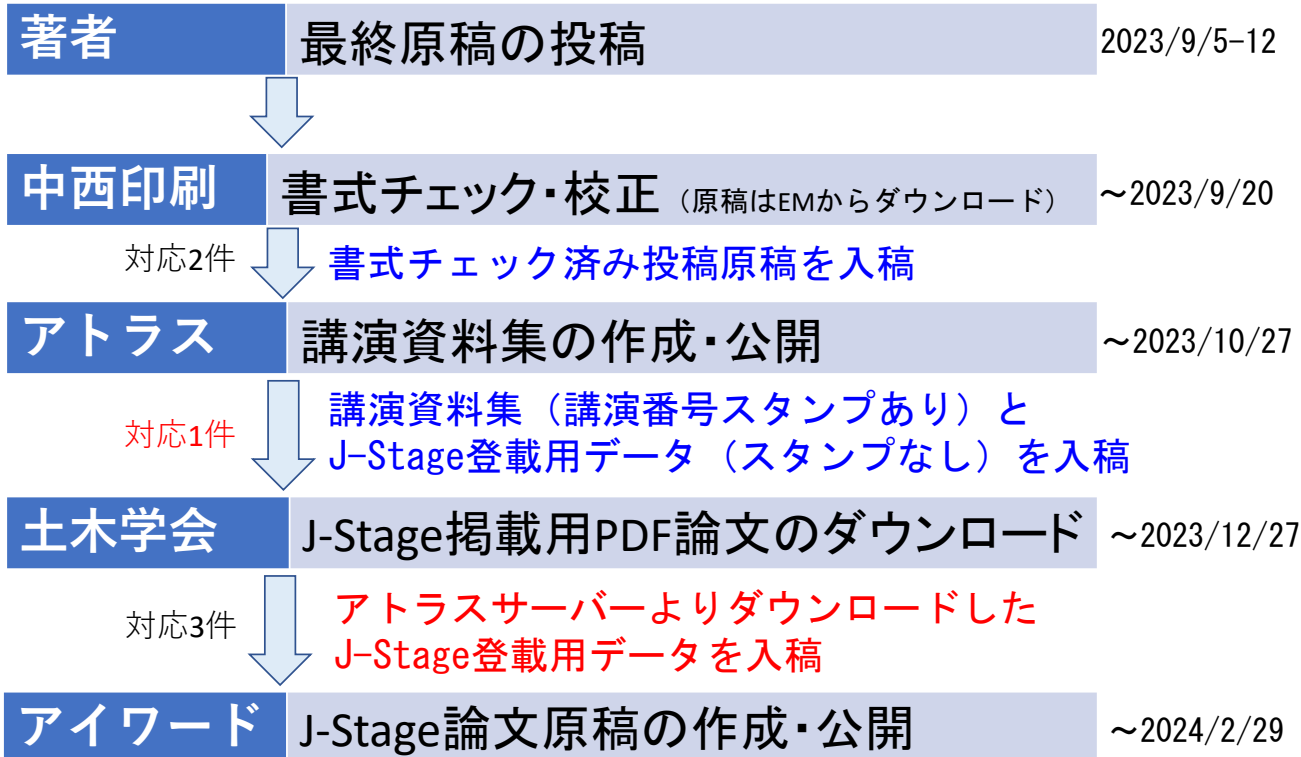 著者 最終原稿の投稿 2023/9/5-12
中西印刷 書式チェック・校正（原稿はEMからダウンロード） ～2023/9/20
対応2件 書式チェック済み投稿原稿を入稿
アトラス 講演資料集の作成・公開 ～2023/10/27
講演資料集（講演番号スタンプあり）と
対応1件
J-Stage登載用データ（スタンプなし）を入稿
土木学会 J-Stage掲載用PDF論文のダウンロード ～2023/12/27
アトラスサーバーよりダウンロードした
対応3件
J-Stage登載用データを入稿
アイワード J-Stage論文原稿の作成・公開 ～2024/2/29